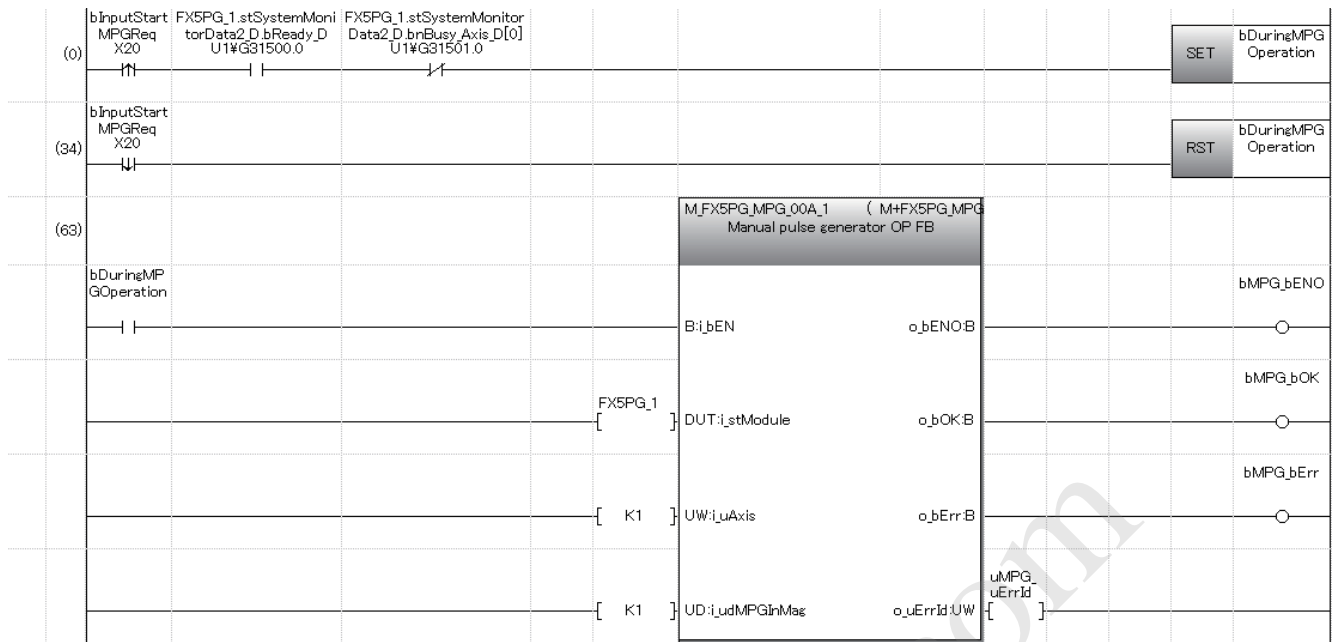 bInputStart FX5PG_1.stSystemMoni FX5PG_1.stSystemMonitor
MPGReq torData2_D.bReady_D Data2_D.bnBusy_Axis_D[0]
(0) X20 U1¥G31500.0 U1¥G31501.0 SET bDuringMPG
Operation
bInputStart
MPGReq
(34) X20 RST bDuringMPG
Operation
(63) M_FX5PG_MPG_00A_1 ( M+FX5PG_MPG
Manual pulse generator OP FB
bDuringMP
GOperation
bMPG_bENO
B:i_bEN o_bENO:B
bMPG_bOK
FX5PG_1
DUT:i_stModule o_bOK:B
bMPG_bErr
K1 UW:i_uAxis o_bErr:B
uMPG_
uErrId
K1 UD:i_udMPGInMag o_uErrId:UW
om